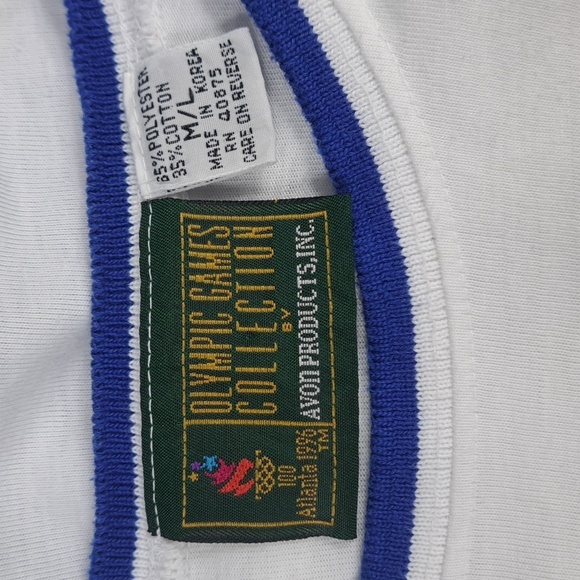 65% POLYESTER
35% COTTON
M/L
MADE IN KOREA
RN 40875
CARE ON REVERSE
OLYMPIC GAMES
COLLECTION
BY
AVON PRODUCTS, INC.
100
Atlanta 1996
TM